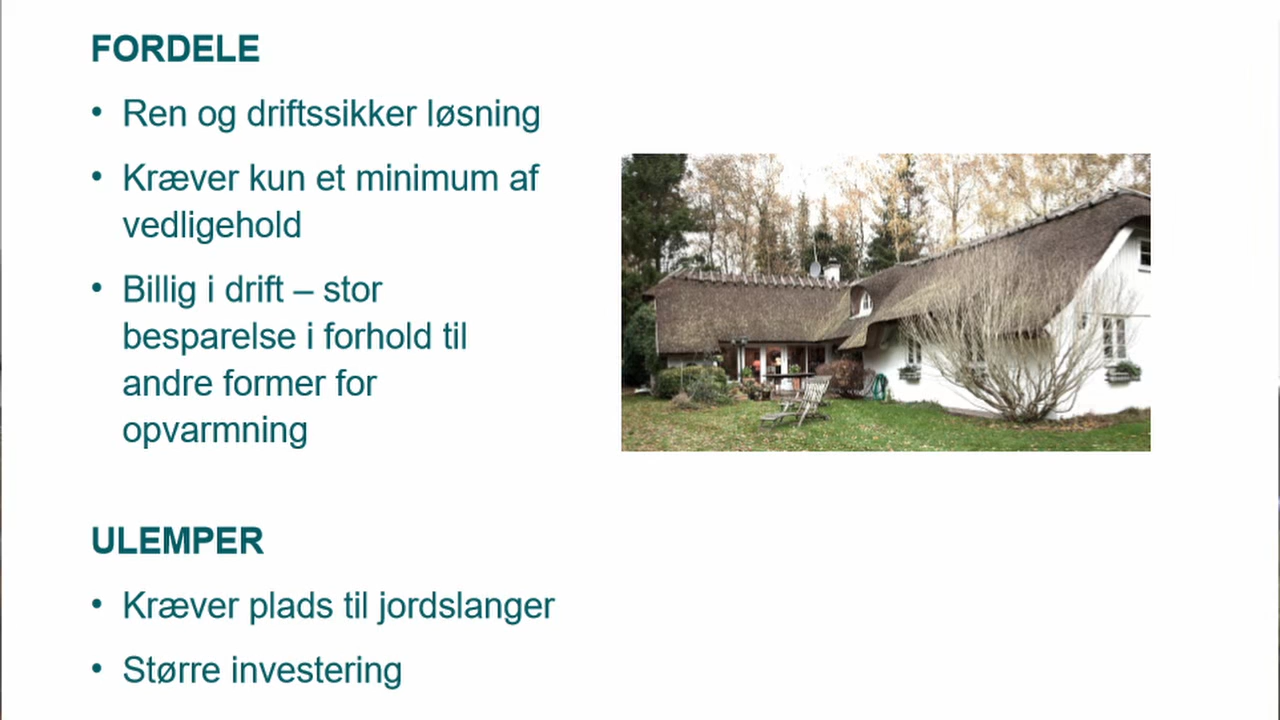 FORDELE
• Ren og driftssikker løsning
• Kræver kun et minimum af
vedligehold
• Billig i drift – stor
besparelse i forhold til
andre former for
opvarmning
ULEMPER
• Kræver plads til jordslanger
• Større investering